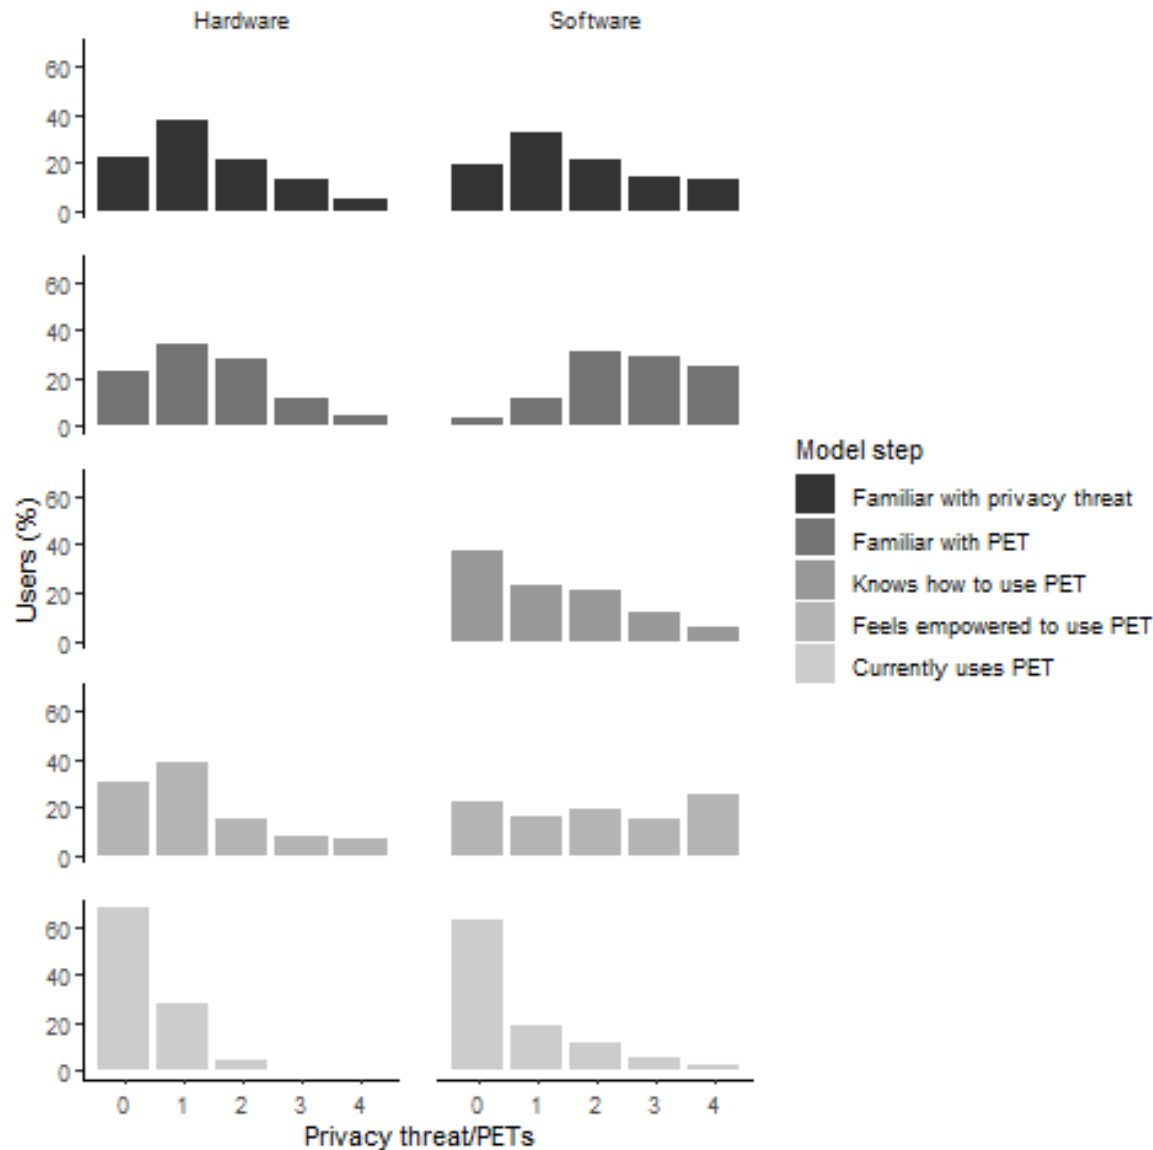 Hardware
Software
60
40
20
0
60
40
20
0
60
40
20
0
60
40
20
0
60
40
20
0
Users (%)
0 1 2 3 4
0 1 2 3 4
Privacy threat/PETs
Model step
Familiar with privacy threat
Familiar with PET
Knows how to use PET
Feels empowered to use PET
Currently uses PET